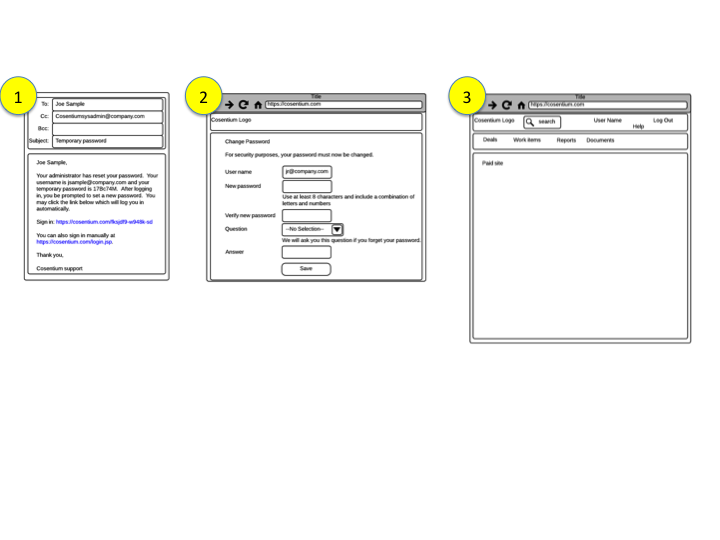 1
To: Joe Sample
Cc: Cosentiumsysadmin@company.com
Bcc:
Subject: Temporary password
Joe Sample,
Your administrator has reset your password. Your
username is jsample@company.com and your
temporary password is 17Bc74M. After logging
in, you be prompted to set a new password. You
may click the link below which will log you in
automatically.
Sign in: https://cosentium.com/fksjdf9-w948k-sd
You can also sign in manually at
https://cosentium.com/login.jsp.
Thank you,
Cosentium support
2
Title
https://cosentium.com
Cosentium Logo
Change Password
For security purposes, your password must now be changed.
User name jr@company.com
New password
Use at least 8 characters and include a combination of
letters and numbers
Verify new password
Question --No Selection--
We will ask you this question if you forget your password.
Answer
Save
3
Title
https://cosentium.com
Cosentium Logo search User Name Help Log Out
Deals Work items Reports Documents
Paid site